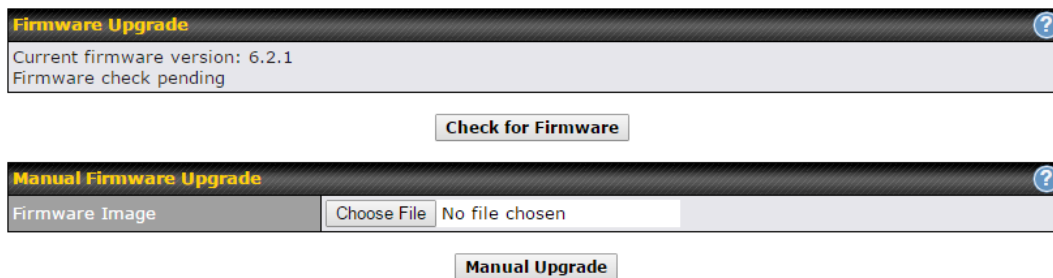 Firmware Upgrade
Current firmware version: 6.2.1
Firmware check pending
Check for Firmware
Manual Firmware Upgrade
Firmware Image Choose File No file chosen
Manual Upgrade